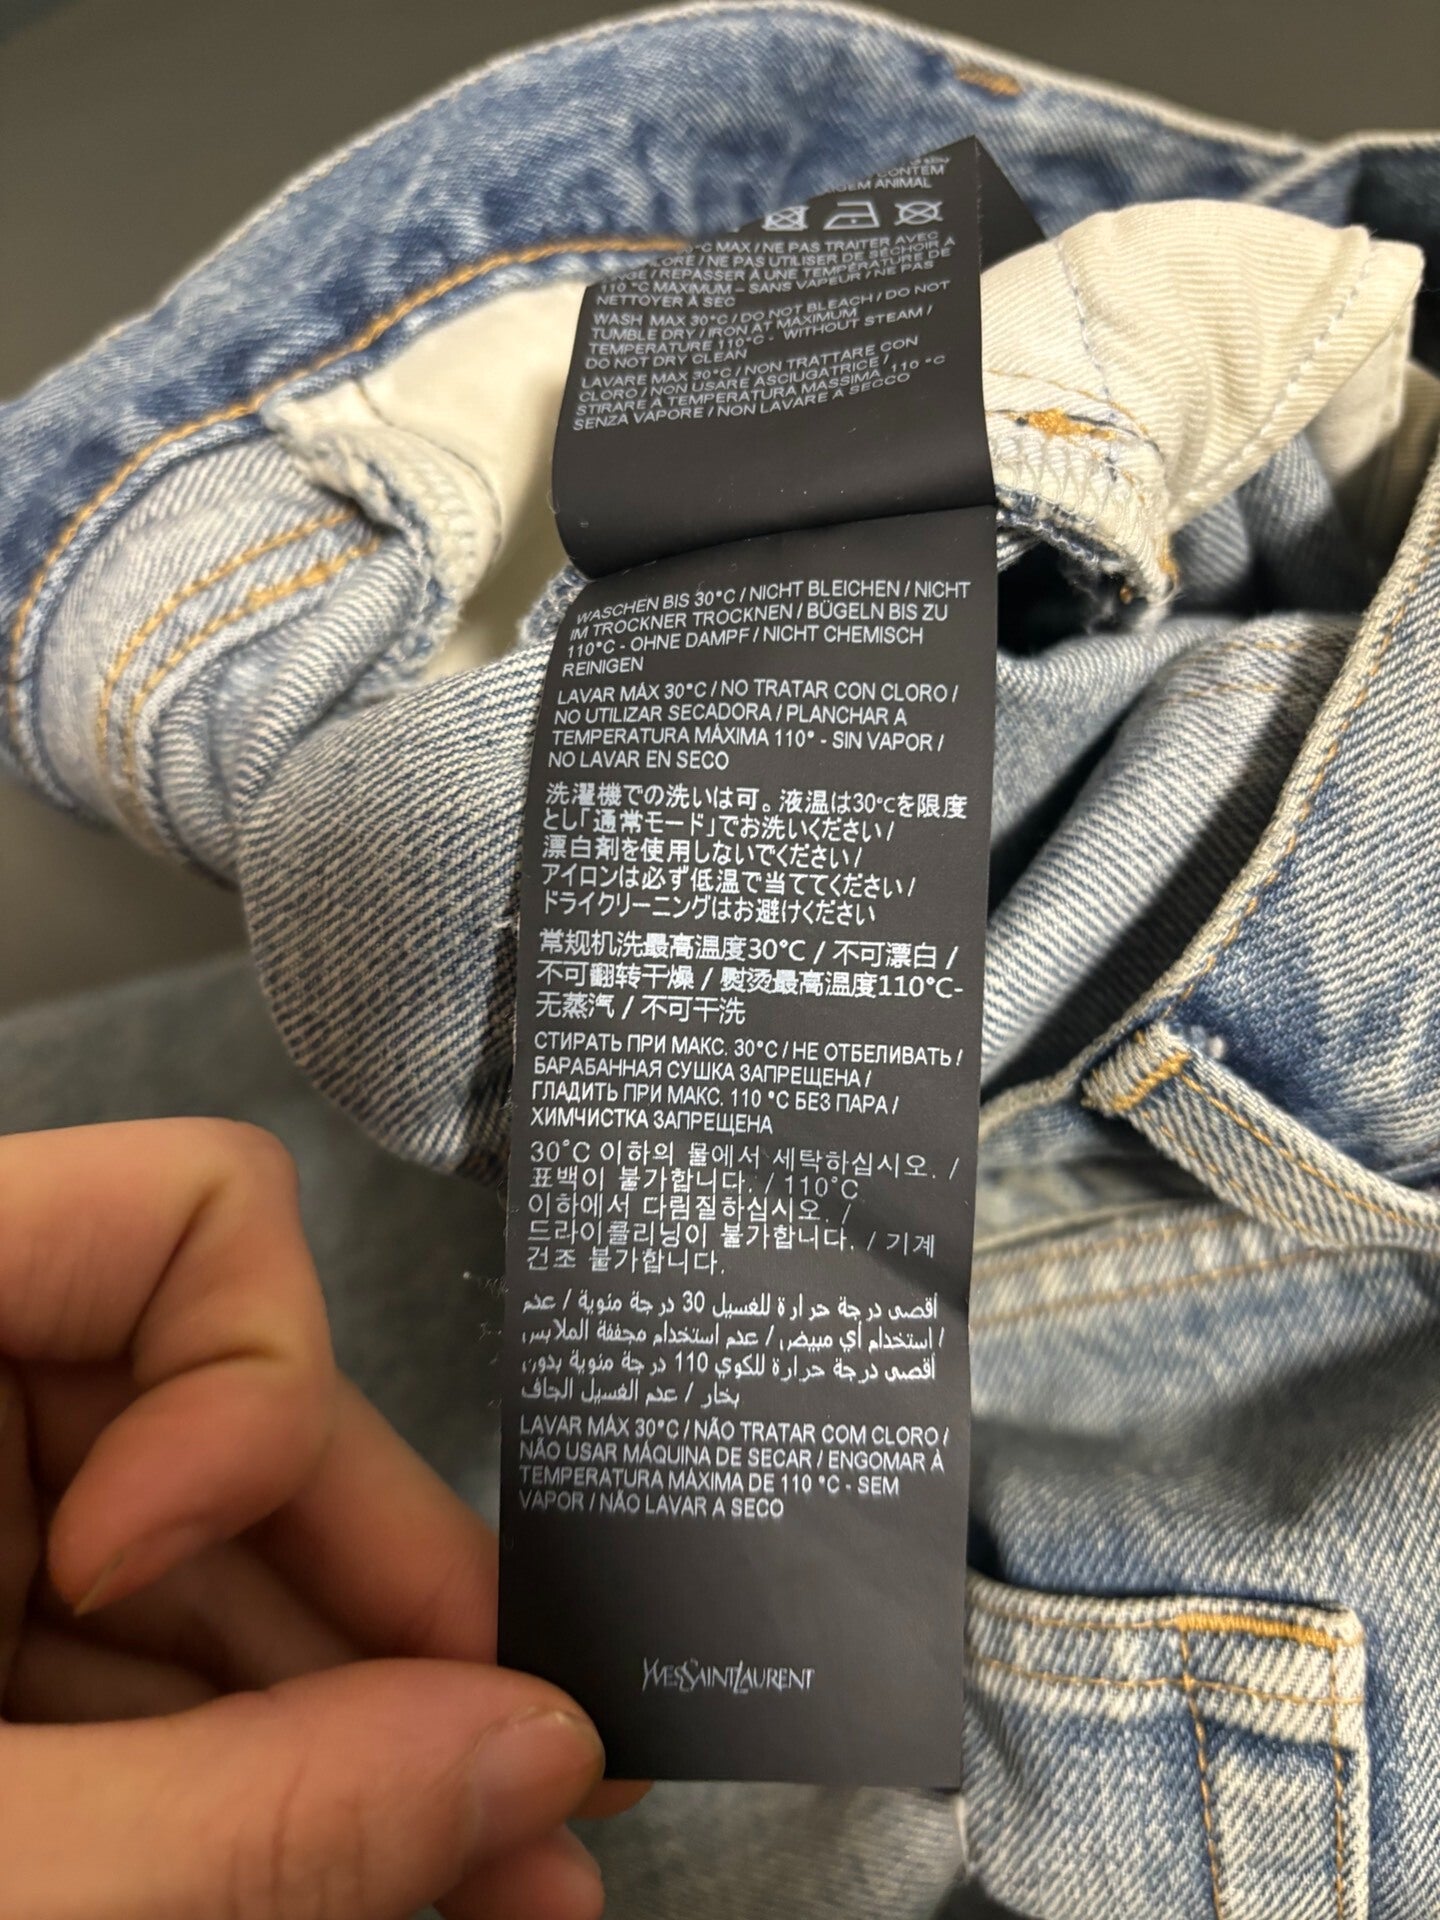 CONTÉM
ORIGEM ANIMAL
°C MAX / NE PAS TRAITER AVEC
CHLORE / NE PAS UTILISER DE SÉCHOIR À
LINGE / REPASSER À UNE TEMPÉRATURE DE
110 °C MAXIMUM – SANS VAPEUR / NE PAS
NETTOYER À SEC
WASH MAX 30°C / DO NOT BLEACH / DO NOT
TUMBLE DRY / IRON AT MAXIMUM
TEMPERATURE 110°C - WITHOUT STEAM /
DO NOT DRY CLEAN
LAVARE MAX 30°C / NON TRATTARE CON
CLORO / NON USARE ASCIUGATRICE /
STIRARE A TEMPERATURA MASSIMA 110 °C
SENZA VAPORE / NON LAVARE A SECCO
WASCHEN BIS 30°C / NICHT BLEICHEN / NICHT
IM TROCKNER TROCKNEN / BÜGELN BIS ZU
110°C - OHNE DAMPF / NICHT CHEMISCH
REINIGEN
LAVAR MÁX 30°C / NO TRATAR CON CLORO /
NO UTILIZAR SECADORA / PLANCHAR A
TEMPERATURA MÁXIMA 110° - SIN VAPOR /
NO LAVAR EN SECO
洗濯機での洗いは可。液温は30℃を限度
とし「通常モード」でお洗いください /
漂白剤を使用しないでください /
アイロンは必ず低温で当ててください /
ドライクリーニングはお避けください
常规机洗最高温度30°C / 不可漂白 /
不可翻转干燥 / 熨烫最高温度110°C-
无蒸汽 / 不可干洗
СТИРАТЬ ПРИ МАКС. 30°C / НЕ ОТБЕЛИВАТЬ /
БАРАБАННАЯ СУШКА ЗАПРЕЩЕНА /
ГЛАДИТЬ ПРИ МАКС. 110 °C БЕЗ ПАРА /
ХИМЧИСТКА ЗАПРЕЩЕНА
30°C 이하의 물에서 세탁하십시오. /
표백이 불가합니다. / 110°C
이하에서 다림질하십시오. /
드라이클리닝이 불가합니다. / 기계
건조 불가합니다.
أقصى درجة حرارة للغسيل 30 درجة مئوية / عدم
استخدام أي مبيض / عدم استخدام مجففة الملابس /
أقصى درجة حرارة للكوي 110 درجة مئوية بدون
بخار / عدم الغسيل الجاف
LAVAR MÁX 30°C / NÃO TRATAR COM CLORO /
NÃO USAR MÁQUINA DE SECAR / ENGOMAR À
TEMPERATURA MÁXIMA DE 110 °C - SEM
VAPOR / NÃO LAVAR A SECO
YVESSAINTLAURENT